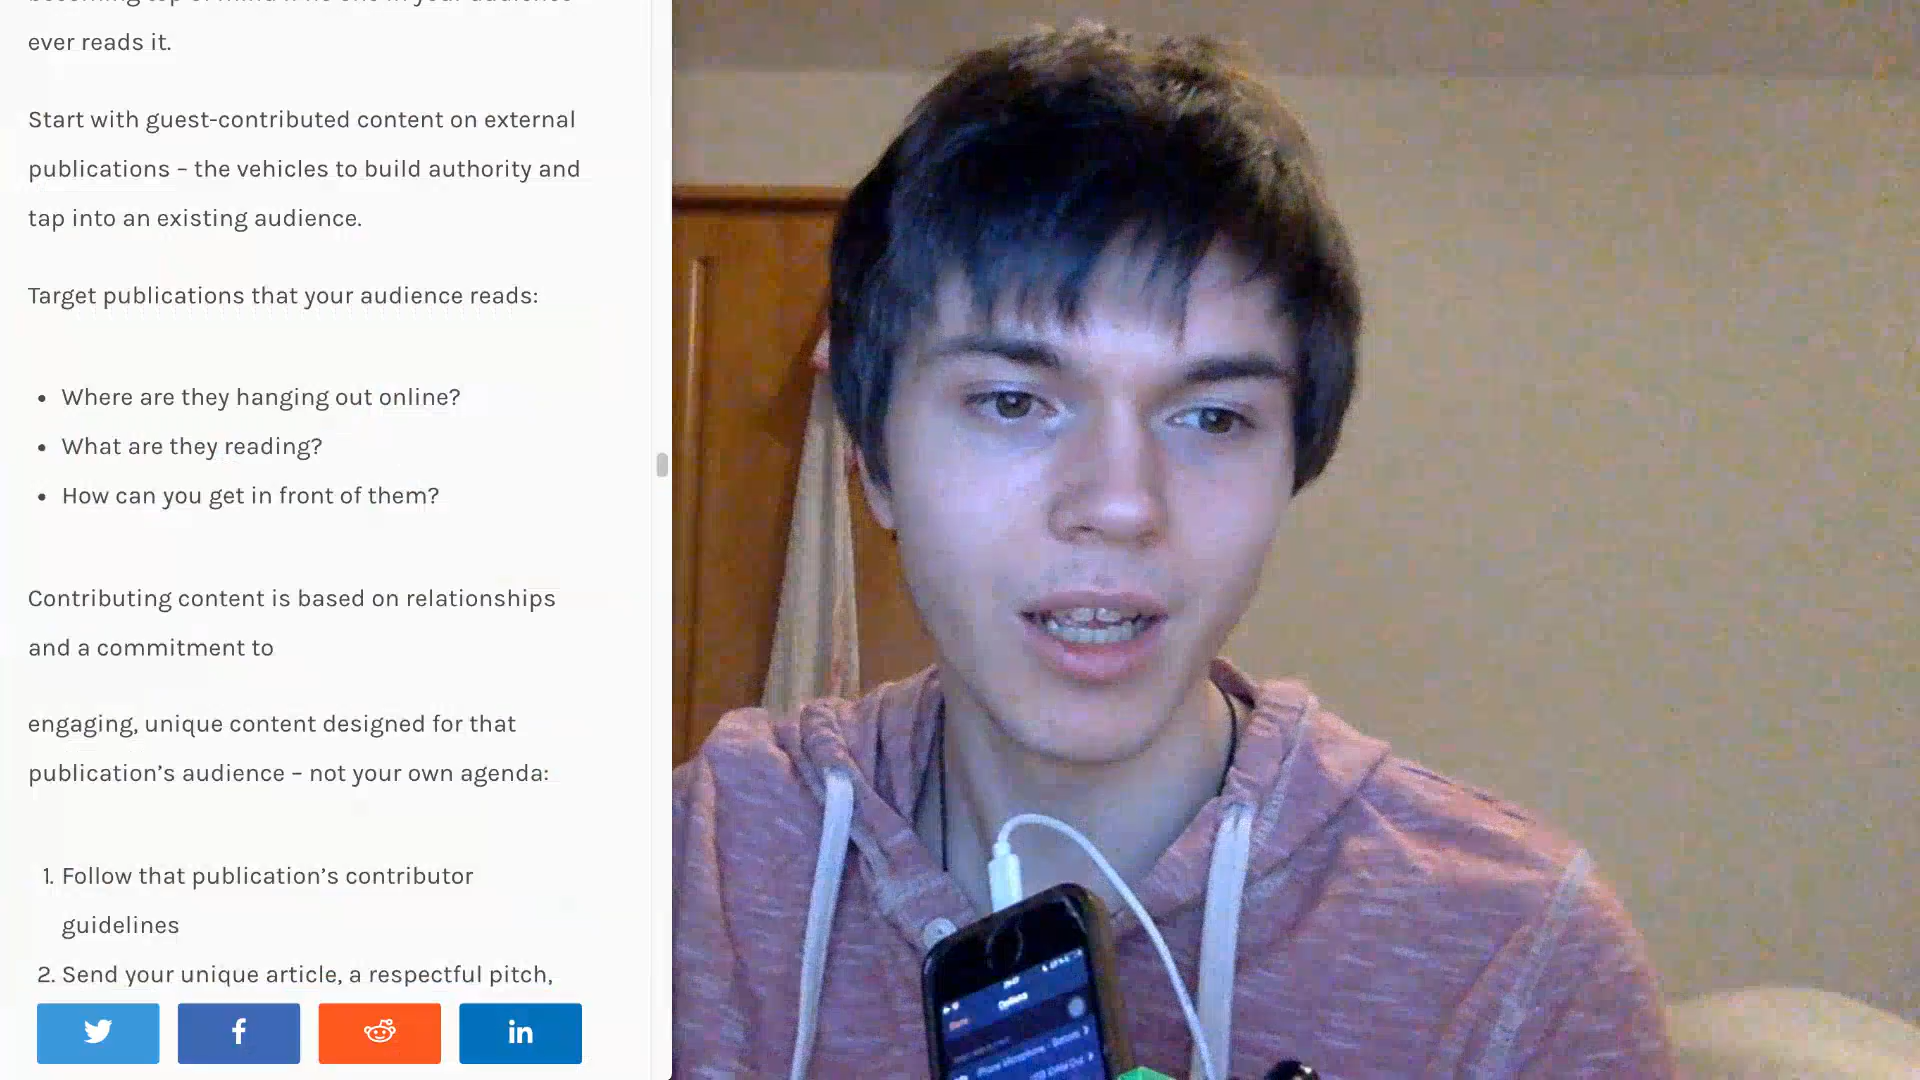 ever reads it.
Start with guest-contributed content on external
publications – the vehicles to build authority and
tap into an existing audience.
Target publications that your audience reads:
• Where are they hanging out online?
• What are they reading?
• How can you get in front of them?
Contributing content is based on relationships
and a commitment to
engaging, unique content designed for that
publication’s audience – not your own agenda:
1. Follow that publication’s contributor
guidelines
2. Send your unique article, a respectful pitch,
f
in
Options